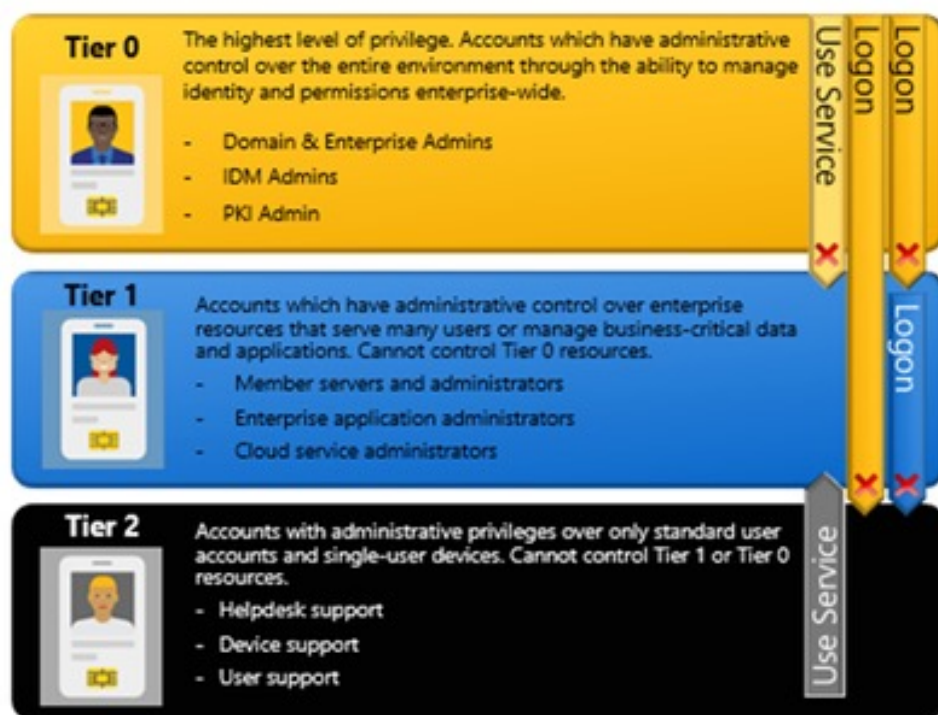 Tier 0
The highest level of privilege. Accounts which have administrative
control over the entire environment through the ability to manage
identity and permissions enterprise-wide.
- Domain & Enterprise Admins
- IDM Admins
- PKI Admin
Use Service
Logon
Logon
Tier 1
Accounts which have administrative control over enterprise
resources that serve many users or manage business-critical data
and applications. Cannot control Tier 0 resources.
- Member servers and administrators
- Enterprise application administrators
- Cloud service administrators
Logon
Tier 2
Accounts with administrative privileges over only standard user
accounts and single-user devices. Cannot control Tier 1 or Tier 0
resources.
- Helpdesk support
- Device support
- User support
Use Service